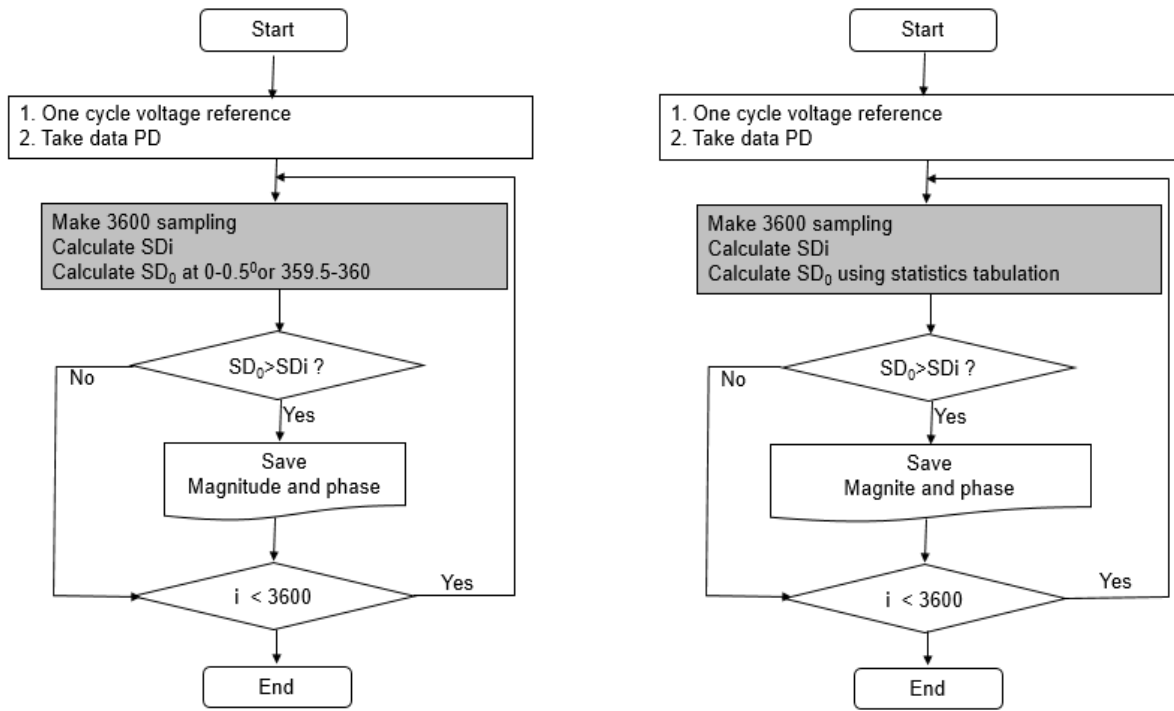 Start
1. One cycle voltage reference
2. Take data PD
Make 3600 sampling
Calculate SDi
Calculate SD₀ at 0-0.5⁰or 359.5-360
SD₀>SDi ?
No
Yes
Save
Magnitude and phase
i < 3600
Yes
End
Start
1. One cycle voltage reference
2. Take data PD
Make 3600 sampling
Calculate SDi
Calculate SD₀ using statistics tabulation
SD₀>SDi ?
No
Yes
Save
Magnite and phase
i < 3600
Yes
End